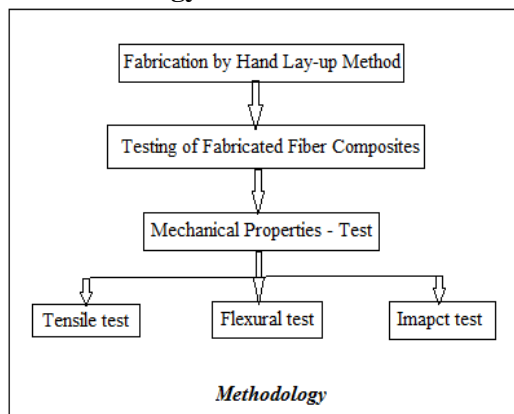 Fabrication by Hand Lay-up Method
Testing of Fabricated Fiber Composites
Mechanical Properties - Test
Tensile test
Flexural test
Imapct test
Methodology